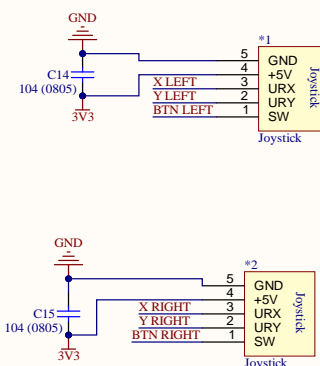 GND
*1
5 GND
4 +5V
X LEFT 3 URX
Y LEFT 2 URY
BTN LEFT 1 SW
Joystick
C14
104 (0805)
3V3
Joystick
GND
*2
5 GND
4 +5V
X RIGHT 3 URX
Y RIGHT 2 URY
BTN RIGHT 1 SW
Joystick
C15
104 (0805)
3V3
Joystick